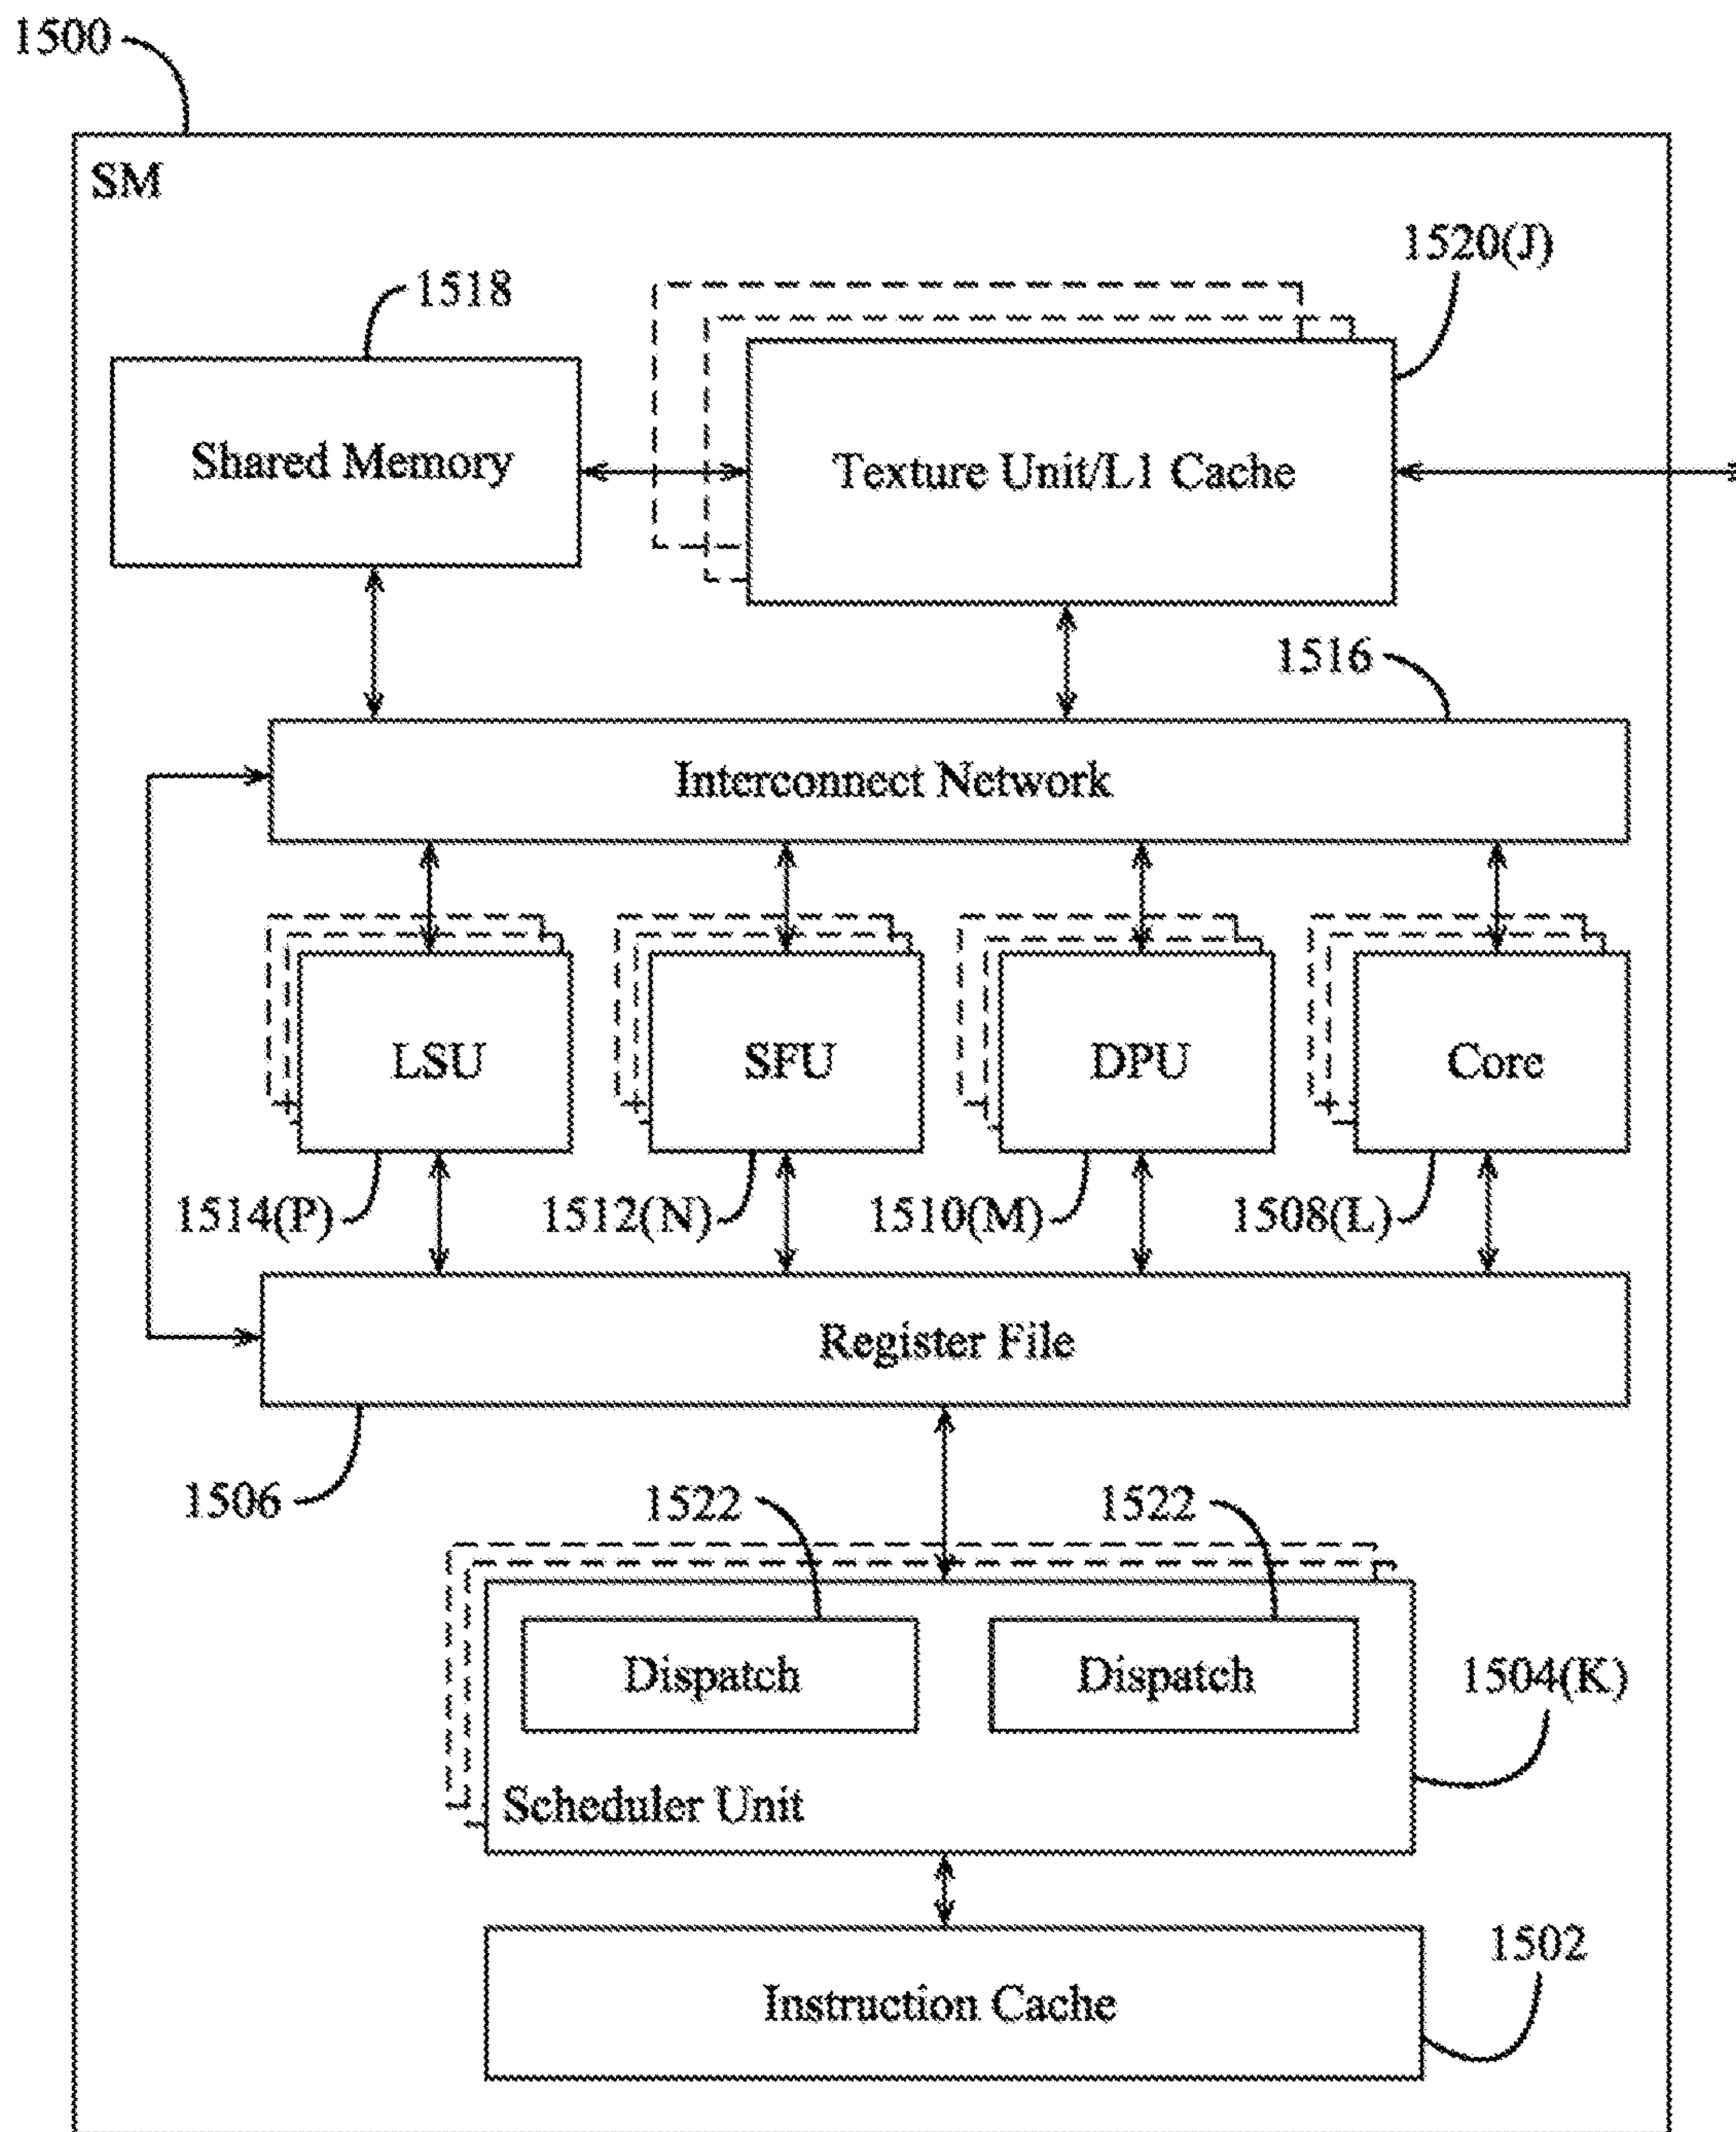 1500
SM
1520(J)
1518
Shared Memory
Texture Unit/L1 Cache
1516
Interconnect Network
LSU
SFU
DPU
Core
1514(P)
1512(N)
1510(M)
1508(L)
Register File
1506
1522
1522
Dispatch
Dispatch
1504(K)
Scheduler Unit
1502
Instruction Cache